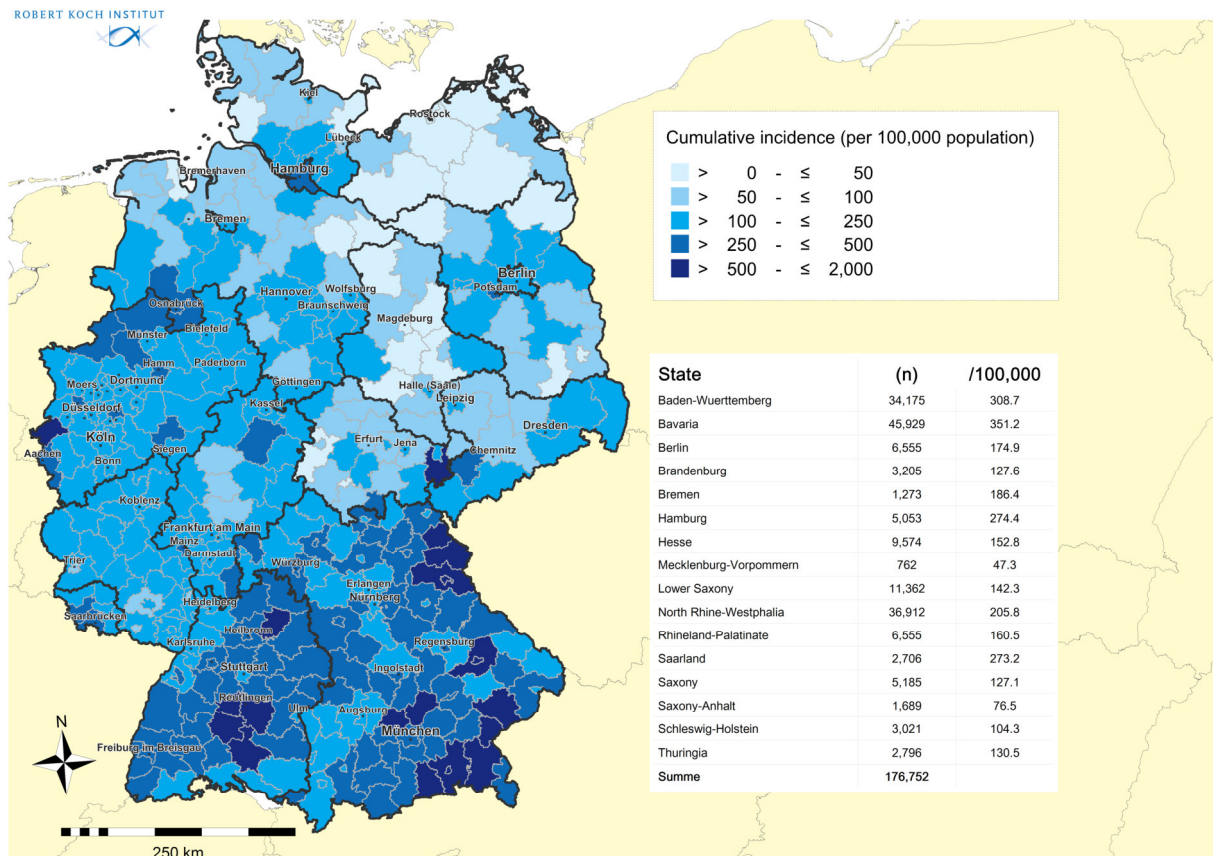 ROBERT KOCH INSTITUT
Kiel
Rostock
Lübeck
Hamburg
Bremerhaven
Bremen
Berlin
Potsdam
Hannover
Wolfsburg
Braunschweig
Magdeburg
Osnabrück
Münster
Bielefeld
Hamm
Paderborn
Moers
Dortmund
Göttingen
Halle (Saale)
Düsseldorf
Kassel
Leipzig
Köln
Dresden
Aachen
Siegen
Erfurt
Jena
Chemnitz
Bonn
Koblenz
Frankfurt am Main
Mainz
Darmstadt
Trier
Würzburg
Erlangen
Heidelberg
Nürnberg
Saarbrücken
Heilbronn
Karlsruhe
Regensburg
Stuttgart
Ingolstadt
Reutlingen
Ulm
Augsburg
München
Freiburg im Breisgau
N
250 km
Cumulative incidence (per 100,000 population)
> 0 - ≤ 50
> 50 - ≤ 100
> 100 - ≤ 250
> 250 - ≤ 500
> 500 - ≤ 2,000
State (n) /100,000
Baden-Wuerttemberg 34,175 308.7
Bavaria 45,929 351.2
Berlin 6,555 174.9
Brandenburg 3,205 127.6
Bremen 1,273 186.4
Hamburg 5,053 274.4
Hesse 9,574 152.8
Mecklenburg-Vorpommern 762 47.3
Lower Saxony 11,362 142.3
North Rhine-Westphalia 36,912 205.8
Rhineland-Palatinate 6,555 160.5
Saarland 2,706 273.2
Saxony 5,185 127.1
Saxony-Anhalt 1,689 76.5
Schleswig-Holstein 3,021 104.3
Thuringia 2,796 130.5
Summe 176,752